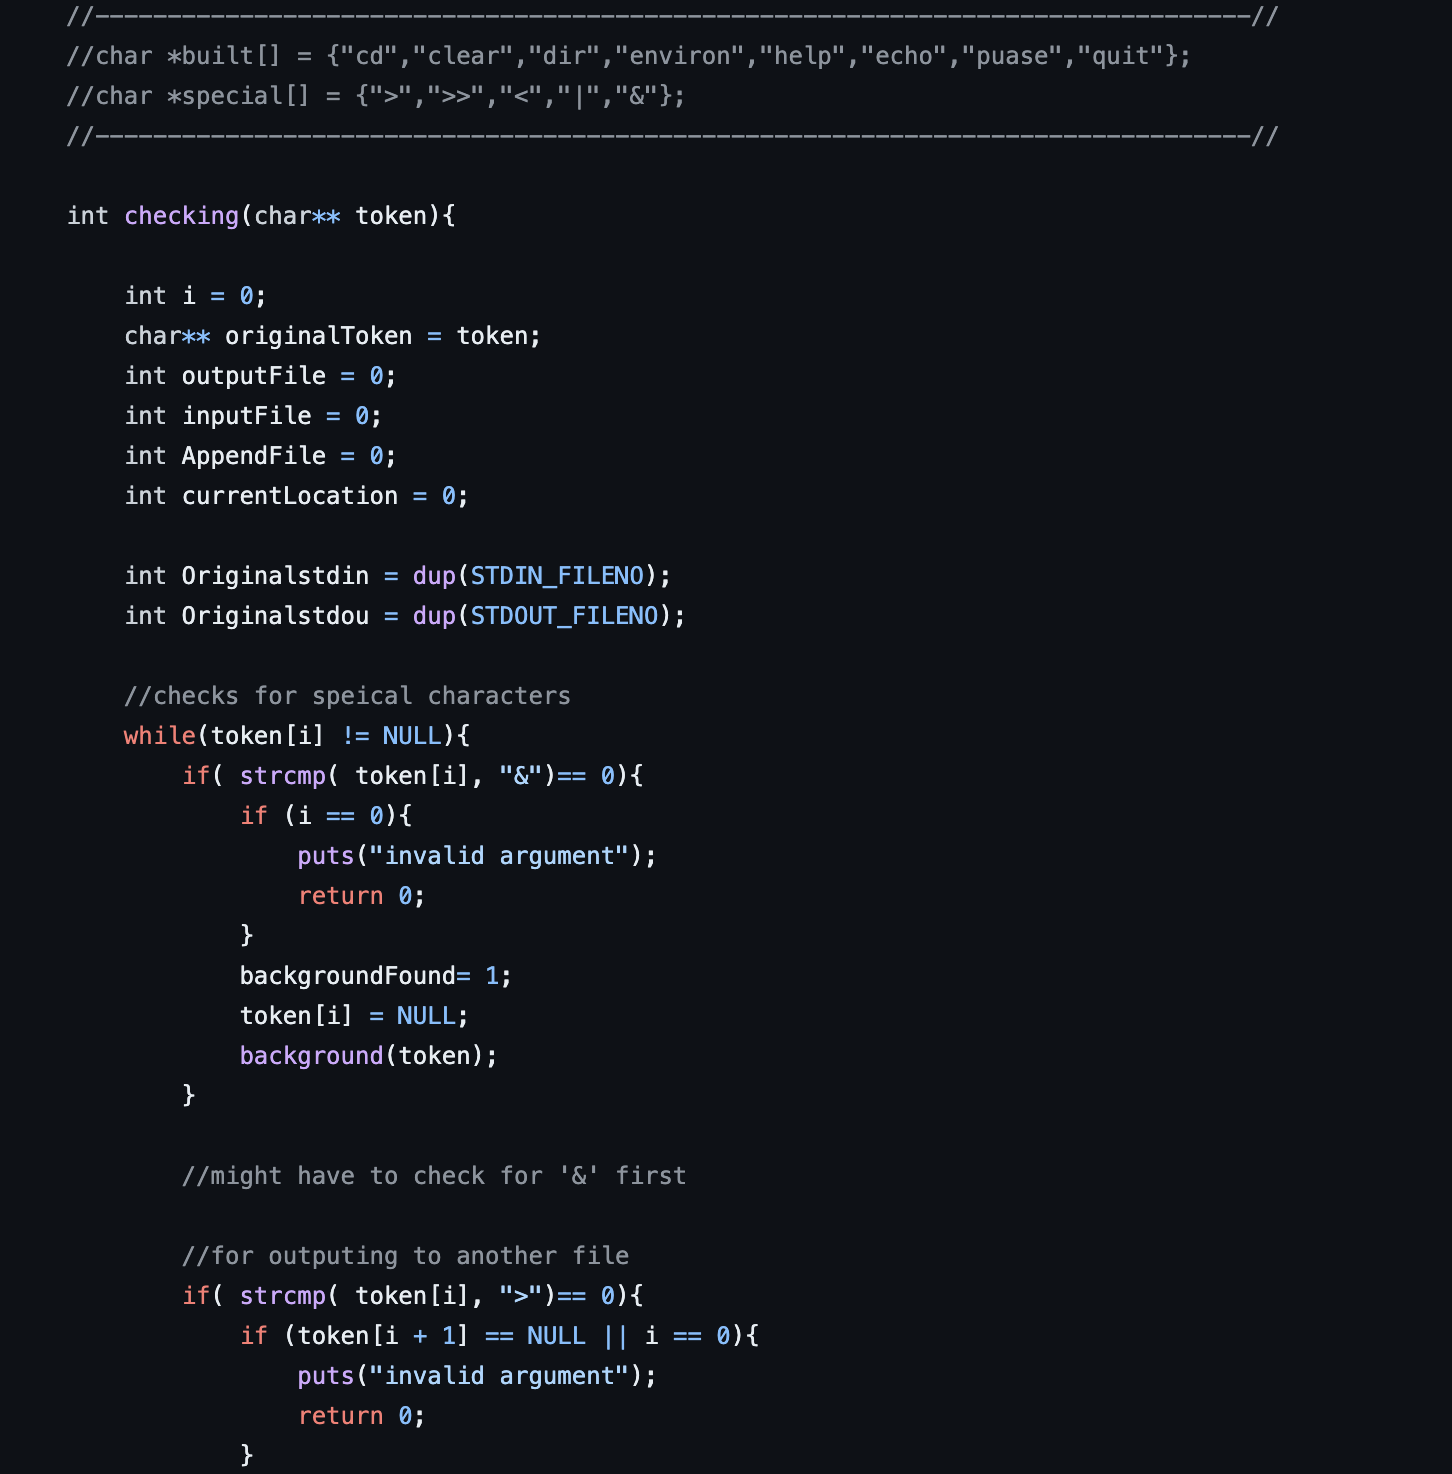 //--------------------------------------------------------------------------------//
//char *built[] = {"cd","clear","dir","environ","help","echo","puase","quit"};
//char *special[] = {">",">>","<","|","&"};
//--------------------------------------------------------------------------------//
int checking(char** token){
int i = 0;
char** originalToken = token;
int outputFile = 0;
int inputFile = 0;
int AppendFile = 0;
int currentLocation = 0;
int Originalstdin = dup(STDIN_FILENO);
int Originalstdou = dup(STDOUT_FILENO);
//checks for speical characters
while(token[i] != NULL){
if( strcmp( token[i], "&")== 0){
if (i == 0){
puts("invalid argument");
return 0;
}
backgroundFound= 1;
token[i] = NULL;
background(token);
}
//might have to check for '&' first
//for outputing to another file
if( strcmp( token[i], ">")== 0){
if (token[i + 1] == NULL || i == 0){
puts("invalid argument");
return 0;
}